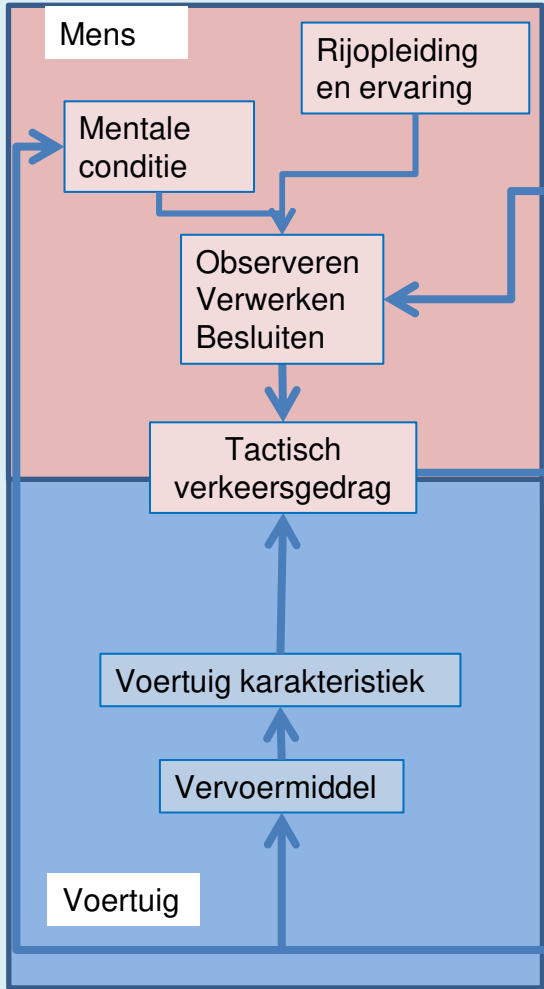 Mens
Rijopleiding
en ervaring
Mentale
conditie
Observeren
Verwerken
Besluiten
Tactisch
verkeersgedrag
Voertuig karakteristiek
Vervoermiddel
Voertuig